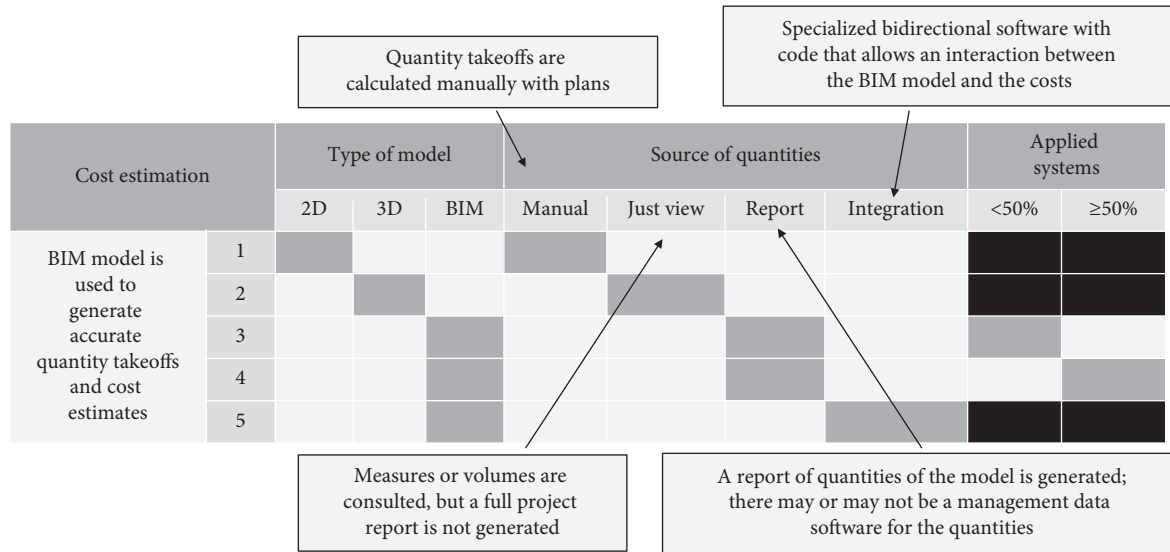 Quantity takeoffs are
calculated manually with plans
Specialized bidirectional software with
code that allows an interaction between
the BIM model and the costs
Cost estimation
Type of model
Source of quantities
Applied
systems
2D
3D
BIM
Manual
Just view
Report
Integration
<50%
≥50%
BIM model is
used to
generate
accurate
quantity takeoffs
and cost
estimates
1
2
3
4
5
Measures or volumes are
consulted, but a full project
report is not generated
A report of quantities of the model is generated;
there may or may not be a management data
software for the quantities